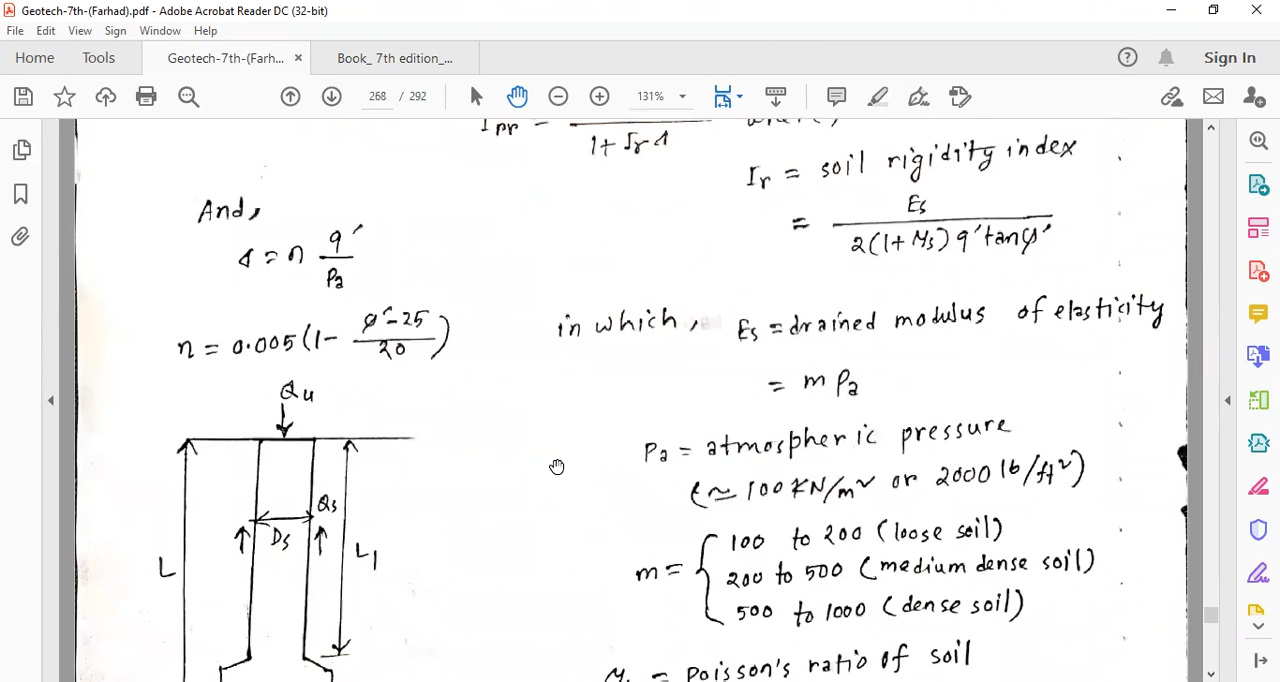 Geotech-7th-(Farhad).pdf - Adobe Acrobat Reader DC (32-bit)
File Edit View Sign Window Help
Home Tools Geotech-7th-(Farh... × Book_ 7th edition_... Sign In
268 / 292 131%
Ipr = 
1 + Ir Δ
Ir = soil rigidity index
= Es / 2(1+Ms) q' tanφ'
And,
Δ = n q' / Pa
n = 0.005(1 - φ'-25 / 20)
in which, Es = drained modulus of elasticity
= m Pa
Pa = atmospheric pressure
(≃ 100 KN/m² or 2000 lb/ft²)
m = { 100 to 200 (loose soil)
200 to 500 (medium dense soil)
500 to 1000 (dense soil)
= Poisson's ratio of soil
Qu
Qs
Ds
L
L1